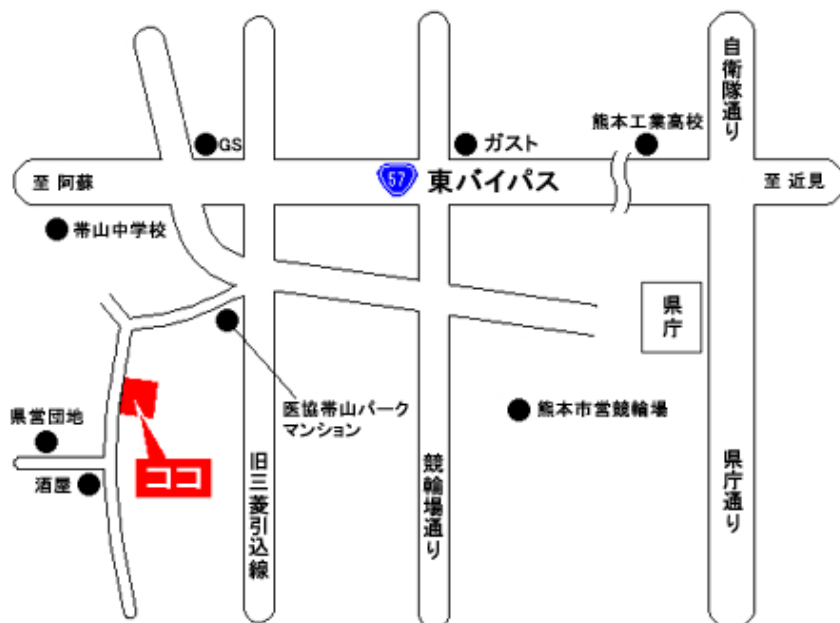 自衛隊通り
GS
ガスト
熊本工業高校
至 阿蘇
57
東バイパス
至 近見
帯山中学校
県庁
医協帯山パーク
マンション
熊本市営競輪場
県営団地
酒屋
ココ
旧三菱引込線
競輪場通り
県庁通り